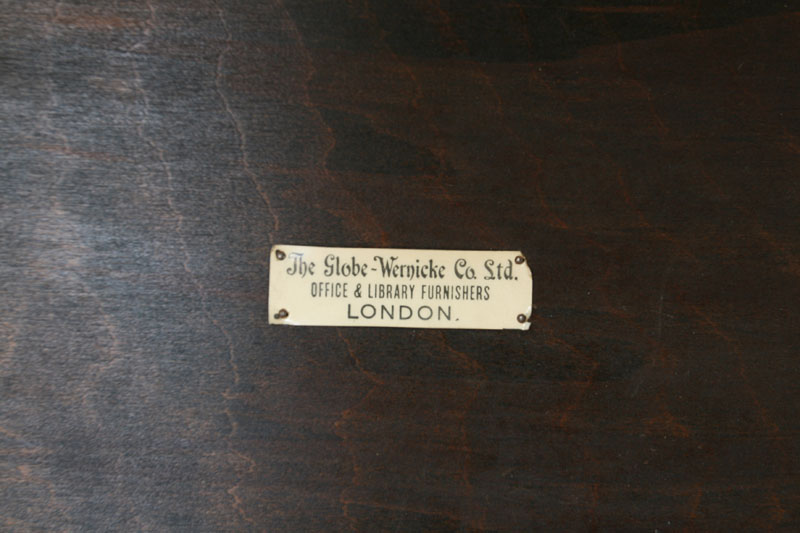 The Globe-Wernicke Co. Ltd.
OFFICE & LIBRARY FURNISHERS
LONDON.